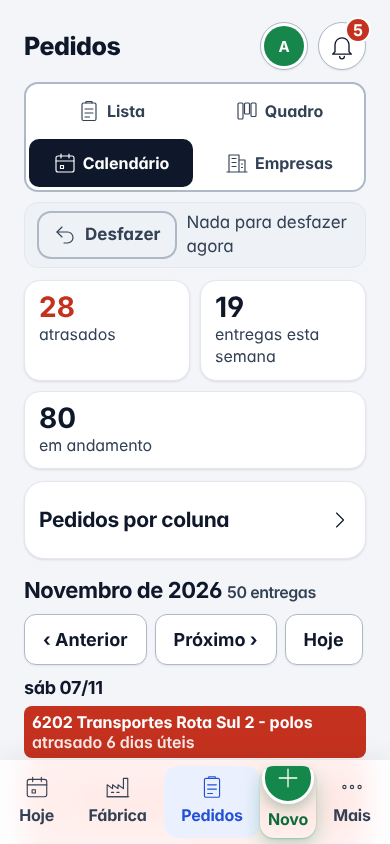 Pedidos
A
5
Lista
Quadro
Calendário
Empresas
Desfazer
Nada para desfazer
agora
28
atrasados
19
entregas esta
semana
80
em andamento
Pedidos por coluna
Novembro de 2026 50 entregas
‹ Anterior
Próximo ›
Hoje
sáb 07/11
6202 Transportes Rota Sul 2 - polos
atrasado 6 dias úteis
Hoje
Fábrica
Pedidos
Novo
Mais